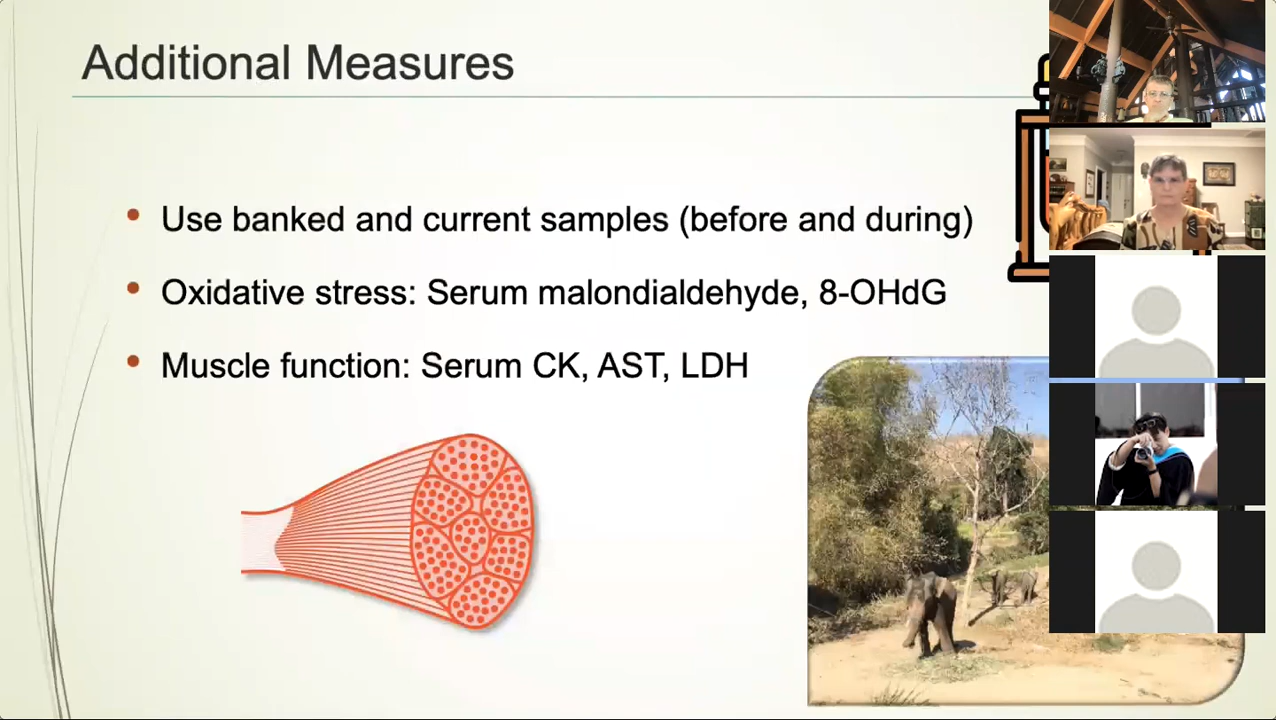 Additional Measures
Use banked and current samples (before and during)
Oxidative stress: Serum malondialdehyde, 8-OHdG
Muscle function: Serum CK, AST, LDH